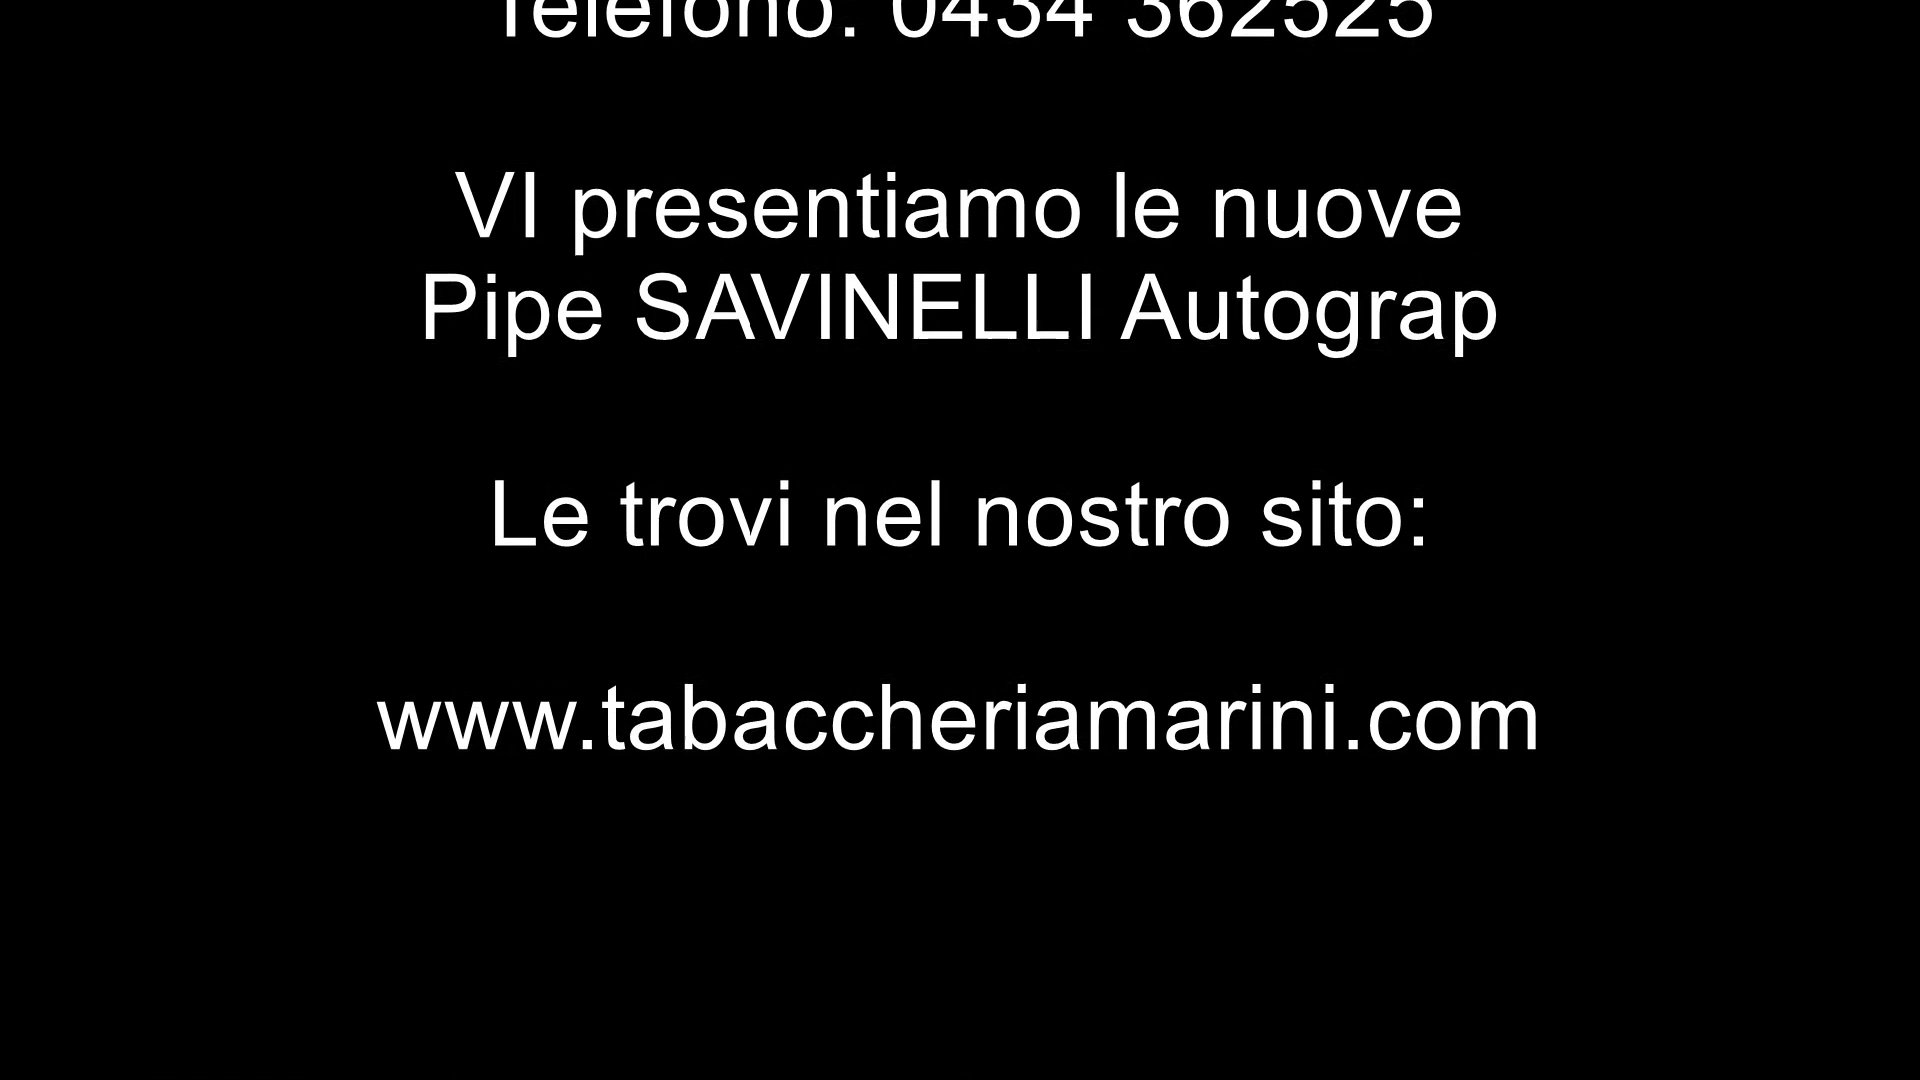 Telefono: 0434 362525
VI presentiamo le nuove
Pipe SAVINELLI Autograp
Le trovi nel nostro sito:
www.tabaccheriamarini.com